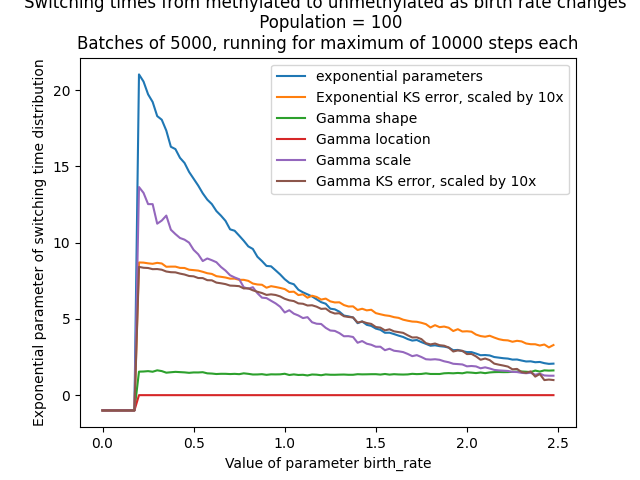 Switching times from methylated to unmethylated as birth rate changes
Population = 100
Batches of 5000, running for maximum of 10000 steps each
exponential parameters
Exponential KS error, scaled by 10x
Gamma shape
Gamma location
Gamma scale
Gamma KS error, scaled by 10x
Exponential parameter of switching time distribution
20
15
10
5
0
0.0 0.5 1.0 1.5 2.0 2.5
Value of parameter birth_rate